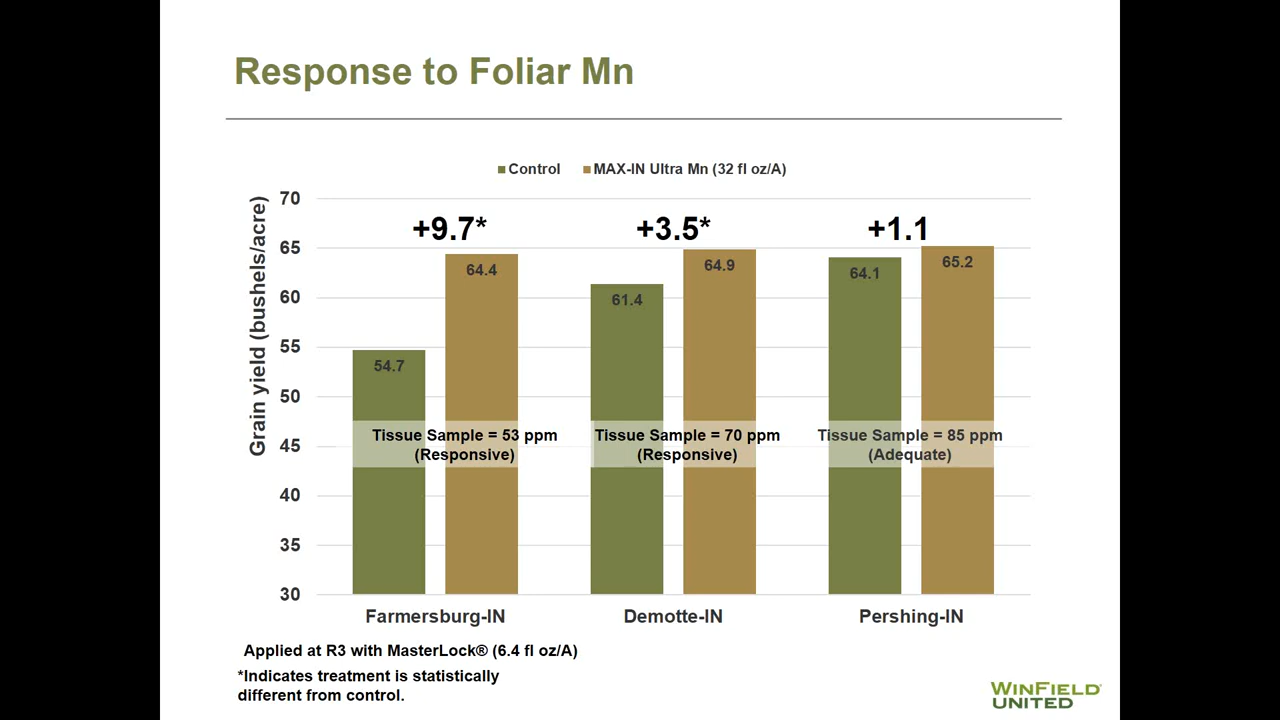 Response to Foliar Mn
Control MAX-IN Ultra Mn (32 fl oz/A)
Grain yield (bushels/acre)
70
65
60
55
50
45
40
35
30
+9.7* +3.5* +1.1
54.7 64.4 61.4 64.9 64.1 65.2
Tissue Sample = 53 ppm
(Responsive)
Tissue Sample = 70 ppm
(Responsive)
Tissue Sample = 85 ppm
(Adequate)
Farmersburg-IN Demotte-IN Pershing-IN
Applied at R3 with MasterLock® (6.4 fl oz/A)
*Indicates treatment is statistically
different from control.
WINFIELD®
UNITED